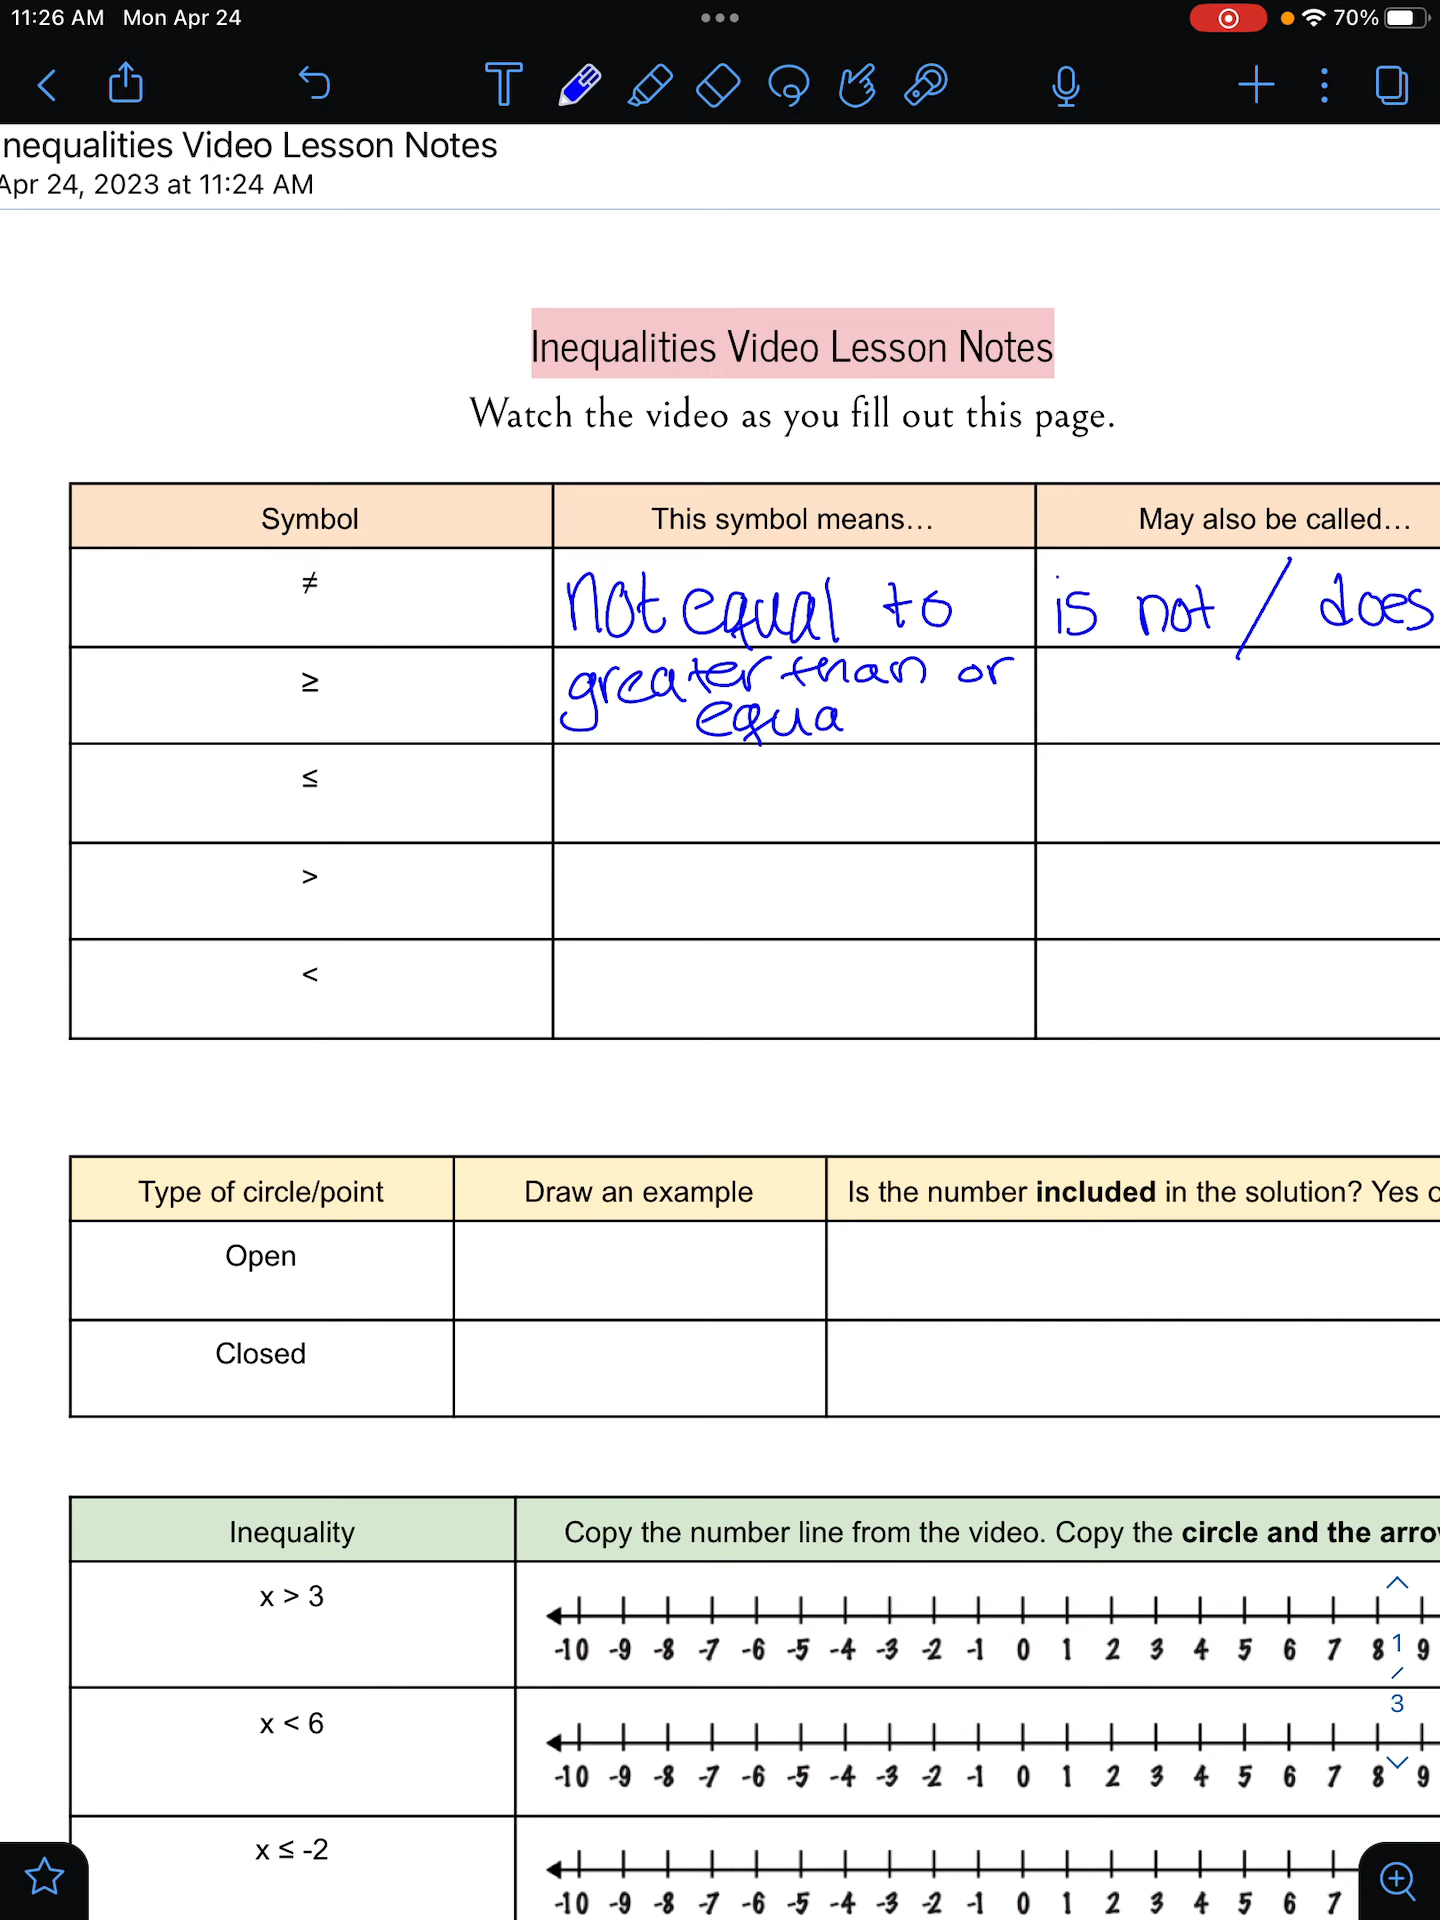 11:26 AM Mon Apr 24
70%
T
nequalities Video Lesson Notes
Apr 24, 2023 at 11:24 AM
Inequalities Video Lesson Notes
Watch the video as you fill out this page.
Symbol This symbol means... May also be called...
≠ not equal to is not / does
≥ greater than or
equa
≤
>
<
Type of circle/point Draw an example Is the number included in the solution? Yes o
Open
Closed
Inequality Copy the number line from the video. Copy the circle and the arro
x > 3
-10 -9 -8 -7 -6 -5 -4 -3 -2 -1 0 1 2 3 4 5 6 7 8 9
1
/
3
x < 6
-10 -9 -8 -7 -6 -5 -4 -3 -2 -1 0 1 2 3 4 5 6 7 8 9
x ≤ -2
-10 -9 -8 -7 -6 -5 -4 -3 -2 -1 0 1 2 3 4 5 6 7